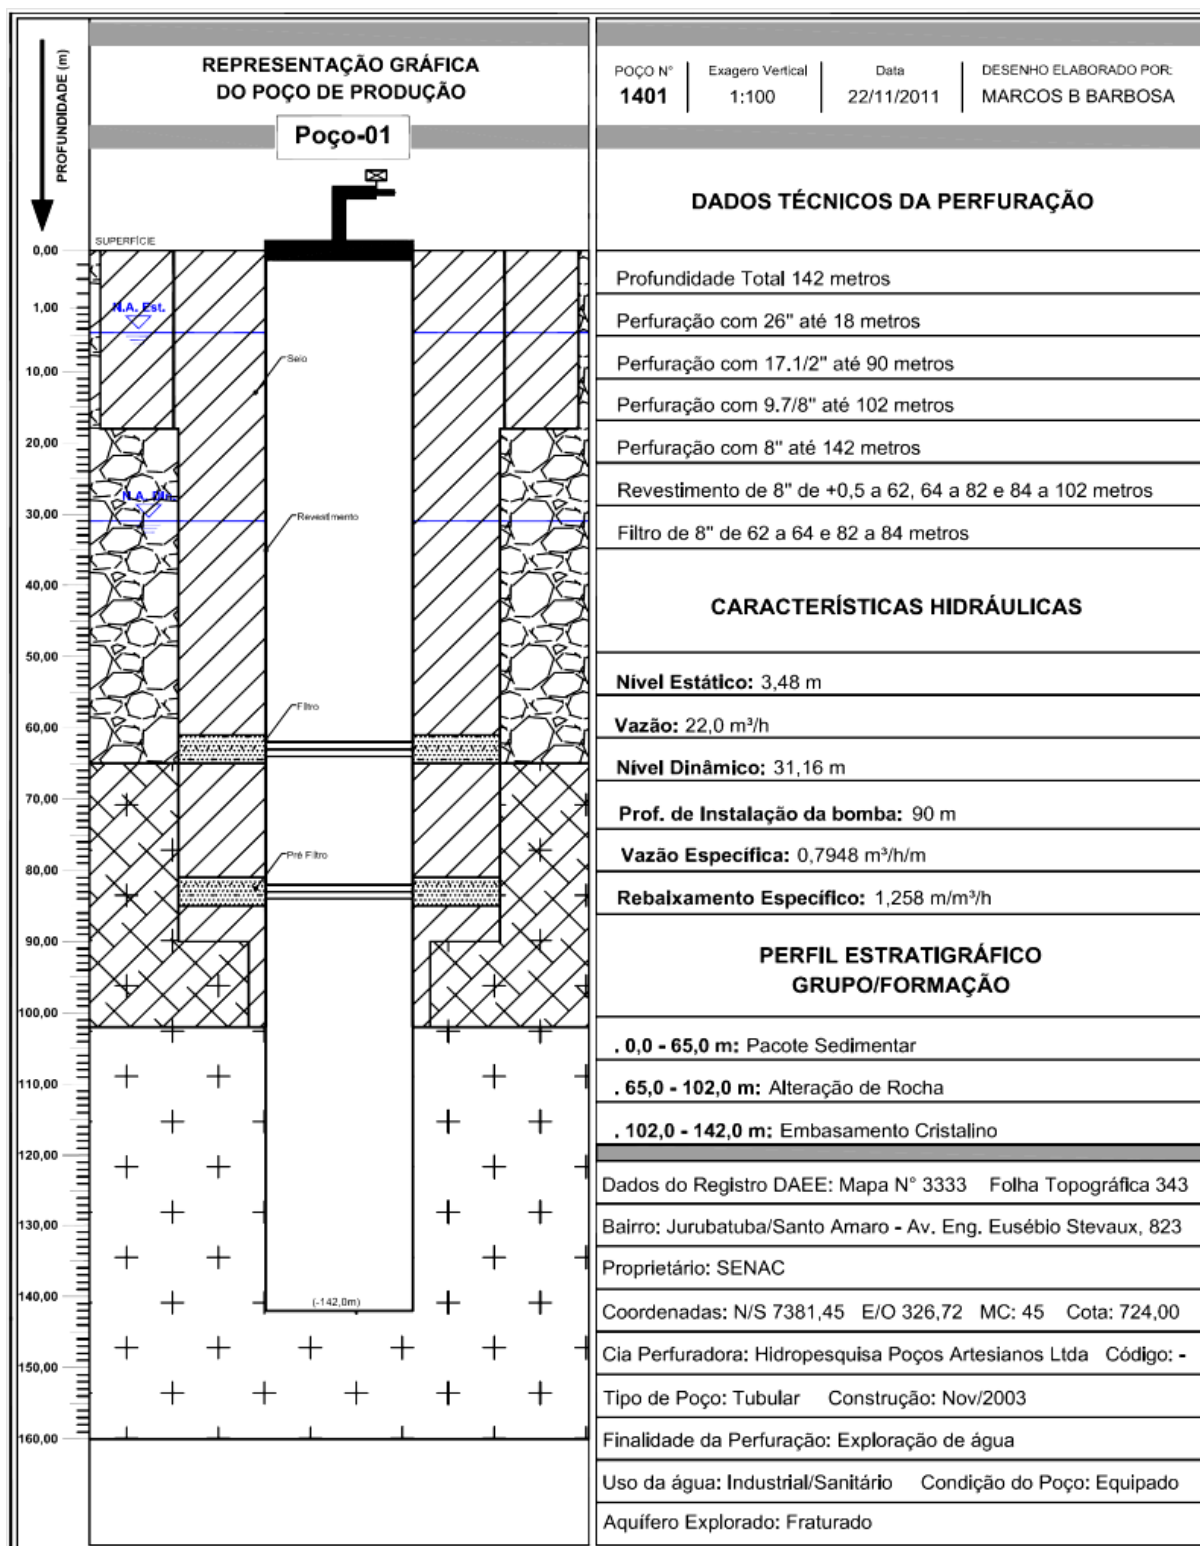 PROFUNDIDADE (m)
REPRESENTAÇÃO GRÁFICA
DO POÇO DE PRODUÇÃO
Poço-01
SUPERFÍCIE
0,00
1,00
10,00
20,00
30,00
40,00
50,00
60,00
70,00
80,00
90,00
100,00
110,00
120,00
130,00
140,00
150,00
160,00
N.A. Est.
Selo
N.A. Din.
Revestimento
Filtro
Pré Filtro
(-142,0m)
POÇO N° Exagero Vertical Data DESENHO ELABORADO POR:
1401 1:100 22/11/2011 MARCOS B BARBOSA
DADOS TÉCNICOS DA PERFURAÇÃO
Profundidade Total 142 metros
Perfuração com 26" até 18 metros
Perfuração com 17.1/2" até 90 metros
Perfuração com 9.7/8" até 102 metros
Perfuração com 8" até 142 metros
Revestimento de 8" de +0,5 a 62, 64 a 82 e 84 a 102 metros
Filtro de 8" de 62 a 64 e 82 a 84 metros
CARACTERÍSTICAS HIDRÁULICAS
Nível Estático: 3,48 m
Vazão: 22,0 m³/h
Nível Dinâmico: 31,16 m
Prof. de Instalação da bomba: 90 m
Vazão Específica: 0,7948 m³/h/m
Rebaixamento Específico: 1,258 m/m³/h
PERFIL ESTRATIGRÁFICO
GRUPO/FORMAÇÃO
. 0,0 - 65,0 m: Pacote Sedimentar
. 65,0 - 102,0 m: Alteração de Rocha
. 102,0 - 142,0 m: Embasamento Cristalino
Dados do Registro DAEE: Mapa N° 3333 Folha Topográfica 343
Bairro: Jurubatuba/Santo Amaro - Av. Eng. Eusébio Stevaux, 823
Proprietário: SENAC
Coordenadas: N/S 7381,45 E/O 326,72 MC: 45 Cota: 724,00
Cia Perfuradora: Hidropesquisa Poços Artesianos Ltda Código: -
Tipo de Poço: Tubular Construção: Nov/2003
Finalidade da Perfuração: Exploração de água
Uso da água: Industrial/Sanitário Condição do Poço: Equipado
Aquífero Explorado: Fraturado